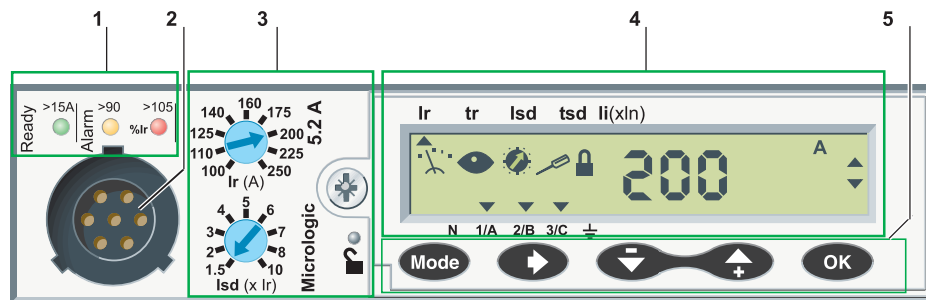 1 2 3 4 5
Ready
>15A
Alarm
>90
%Ir
>105
100 110 125 140 160 175 200 225 250
Ir (A)
1.5 2 3 4 5 6 7 8 10
Isd (x Ir)
5.2 A
Micrologic
Ir tr Isd tsd Ii(xIn)
200 A
N 1/A 2/B 3/C
Mode - + OK